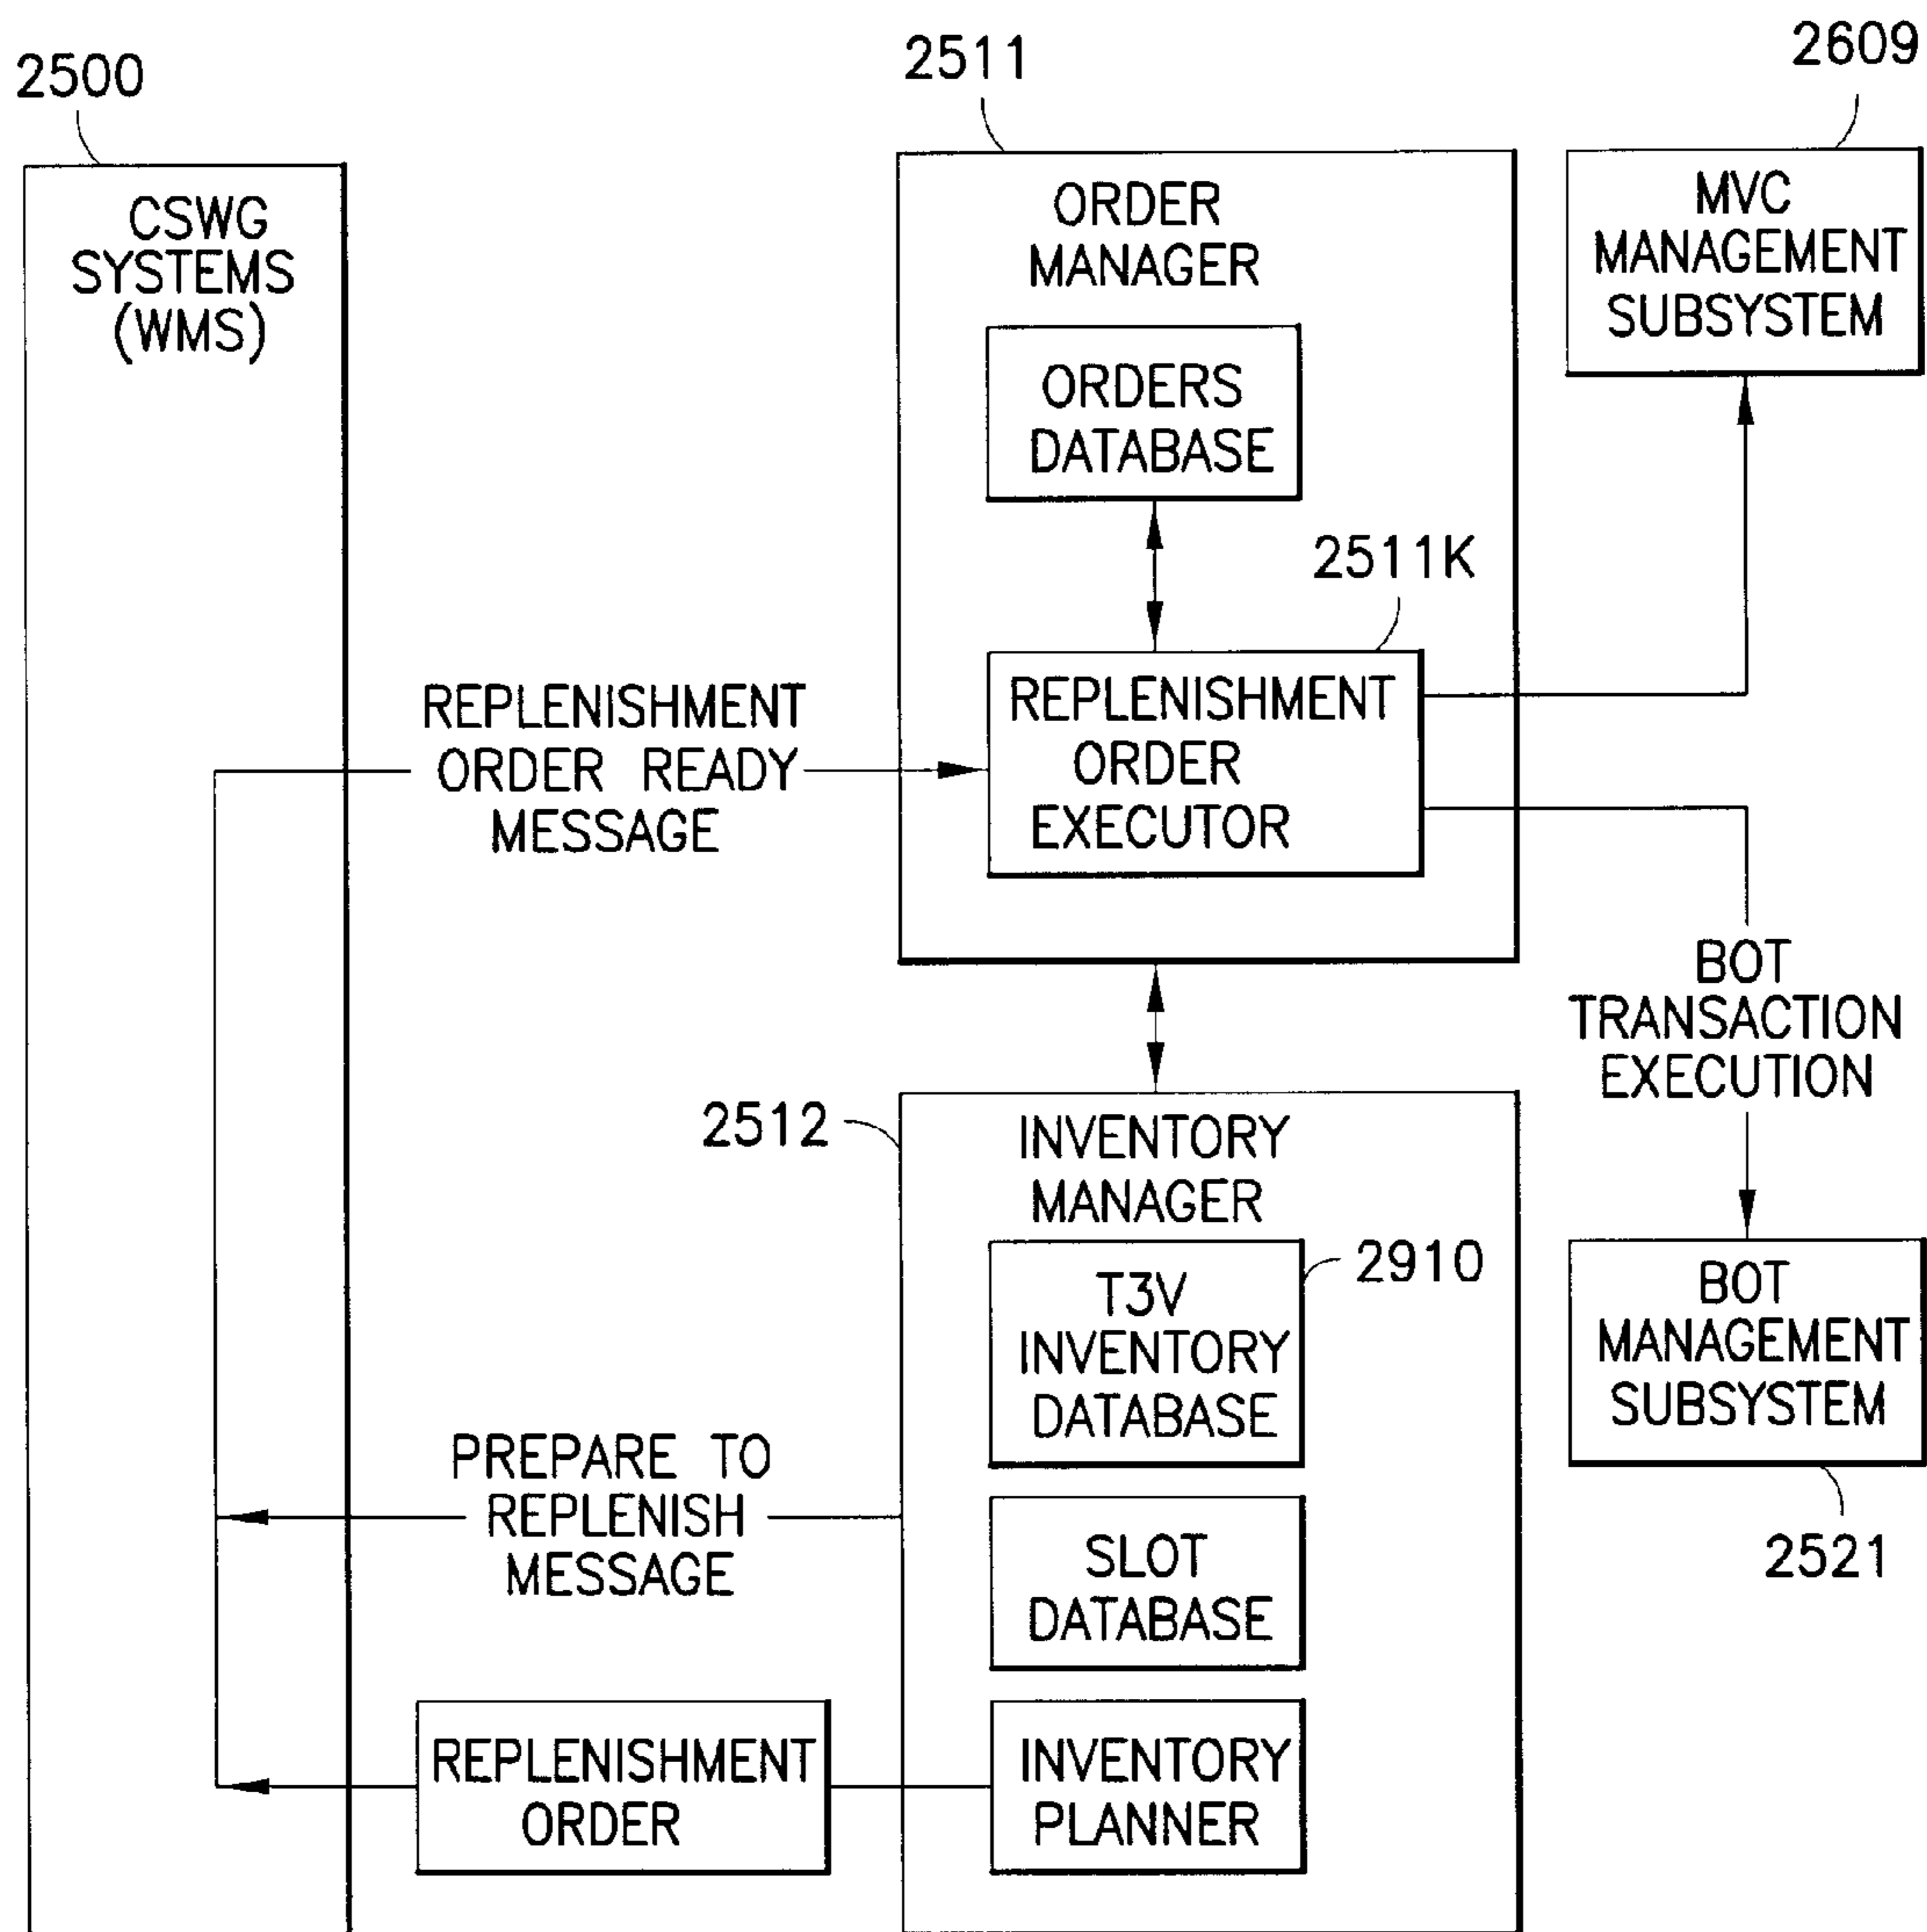 2500
2511
2609
CSWG
SYSTEMS
(WMS)
ORDER
MANAGER
MVC
MANAGEMENT
SUBSYSTEM
ORDERS
DATABASE
2511K
REPLENISHMENT
ORDER READY
MESSAGE
REPLENISHMENT
ORDER
EXECUTOR
BOT
TRANSACTION
EXECUTION
2512
INVENTORY
MANAGER
2910
T3V
INVENTORY
DATABASE
BOT
MANAGEMENT
SUBSYSTEM
2521
PREPARE TO
REPLENISH
MESSAGE
SLOT
DATABASE
REPLENISHMENT
ORDER
INVENTORY
PLANNER